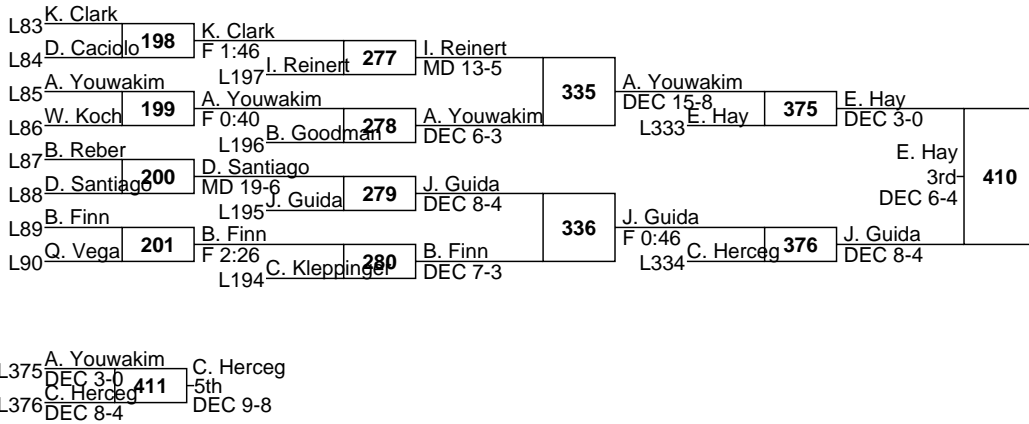 K. Clark
L83
198
K. Clark
D. Caciolo
L84
F 1:46
277
I. Reinert
I. Reinert
MD 13-5
L197
A. Youwakim
L85
335
A. Youwakim
199
A. Youwakim
DEC 15-8
375
E. Hay
W. Koch
L86
F 0:40
278
A. Youwakim
E. Hay
DEC 3-0
B. Goodman
DEC 6-3
L333
L196
B. Reber
L87
E. Hay
200
D. Santiago
3rd
410
D. Santiago
L88
MD 19-6
279
J. Guida
DEC 6-4
J. Guida
DEC 8-4
L195
B. Finn
L89
336
J. Guida
201
B. Finn
F 0:46
376
J. Guida
Q. Vega
L90
F 2:26
280
B. Finn
C. Herceg
DEC 8-4
C. Kleppinger
DEC 7-3
L334
L194
A. Youwakim
L375
C. Herceg
DEC 3-0
411
5th
C. Herceg
L376
DEC 9-8
DEC 8-4